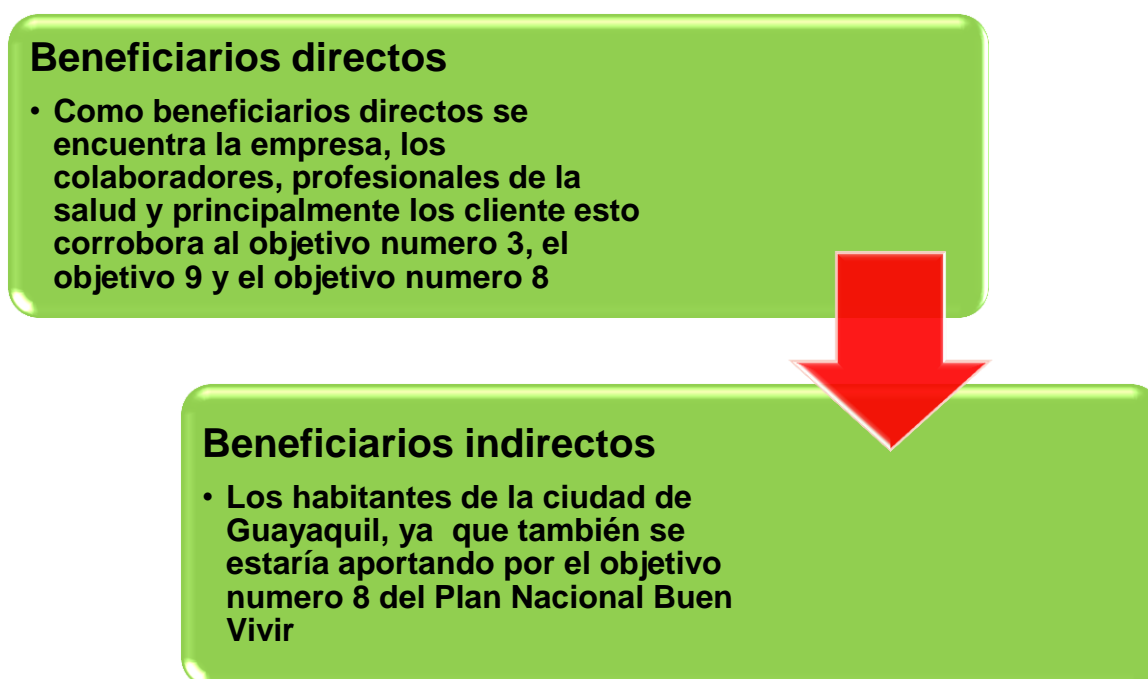 Beneficiarios directos
• Como beneficiarios directos se
encuentra la empresa, los
colaboradores, profesionales de la
salud y principalmente los cliente esto
corrobora al objetivo numero 3, el
objetivo 9 y el objetivo numero 8
Beneficiarios indirectos
• Los habitantes de la ciudad de
Guayaquil, ya  que también se
estaría aportando por el objetivo
numero 8 del Plan Nacional Buen
Vivir